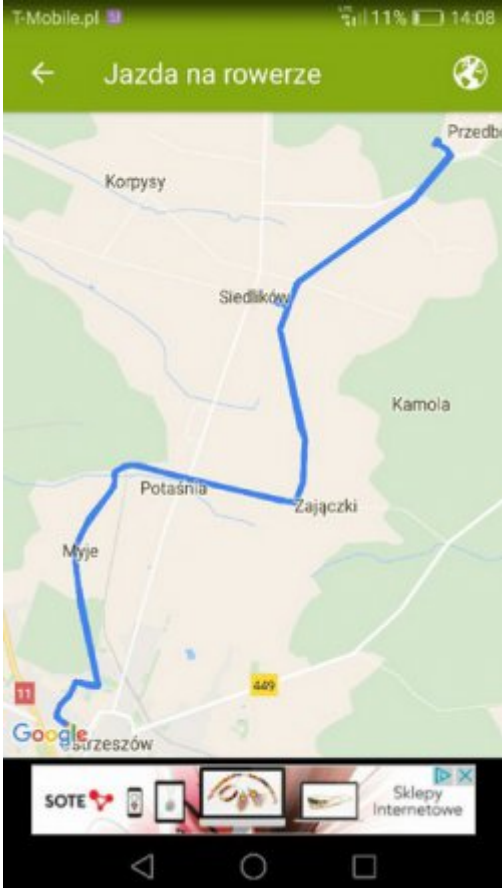 T-Mobile.pl 11% 14:08
Jazda na rowerze
Przedb
Korpysy
Siedlików
Kamola
Potaśnia
Zajączki
Myje
449
11
Google
strzeszów
SOTE
Sklepy
Internetowe